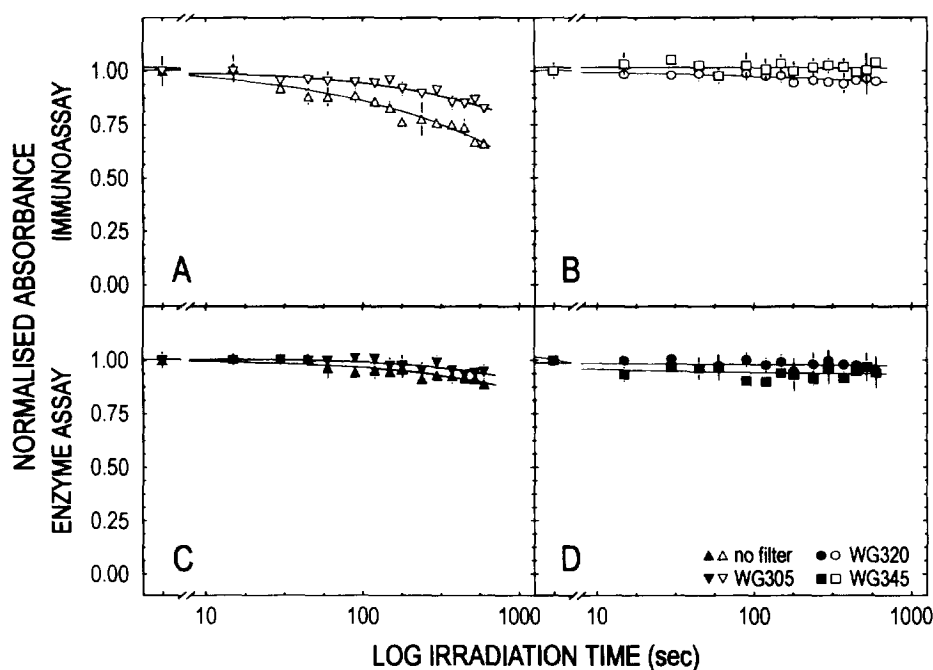 NORMALISED ABSORBANCE
IMMUNOASSAY
ENZYME ASSAY
1.00
0.75
0.50
0.25
0.00
A
B
1.00
0.75
0.50
0.25
0.00
C
D
no filter
WG320
WG305
WG345
10
100
1000
10
100
1000
LOG IRRADIATION TIME (sec)